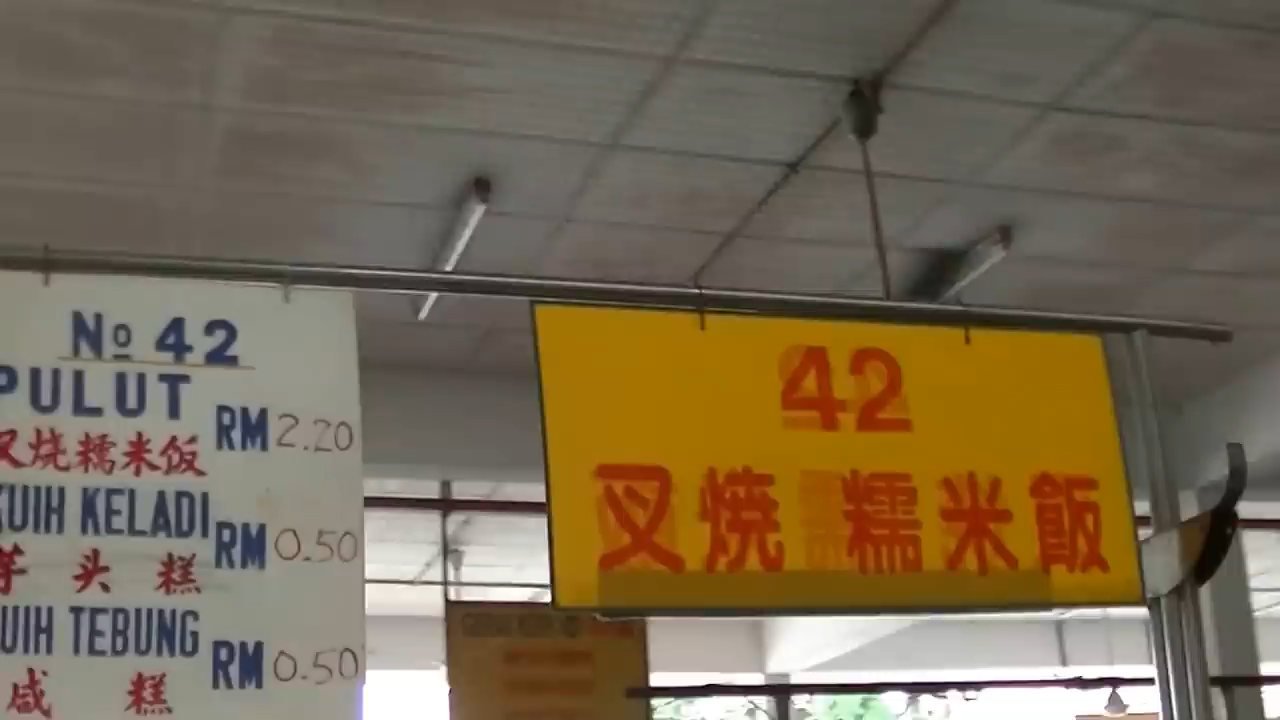 No 42
PULUT
叉烧糯米饭 RM 2.20
KUIH KELADI
芋头糕 RM 0.50
KUIH TEBUNG
咸糕 RM 0.50
42
叉燒糯米飯